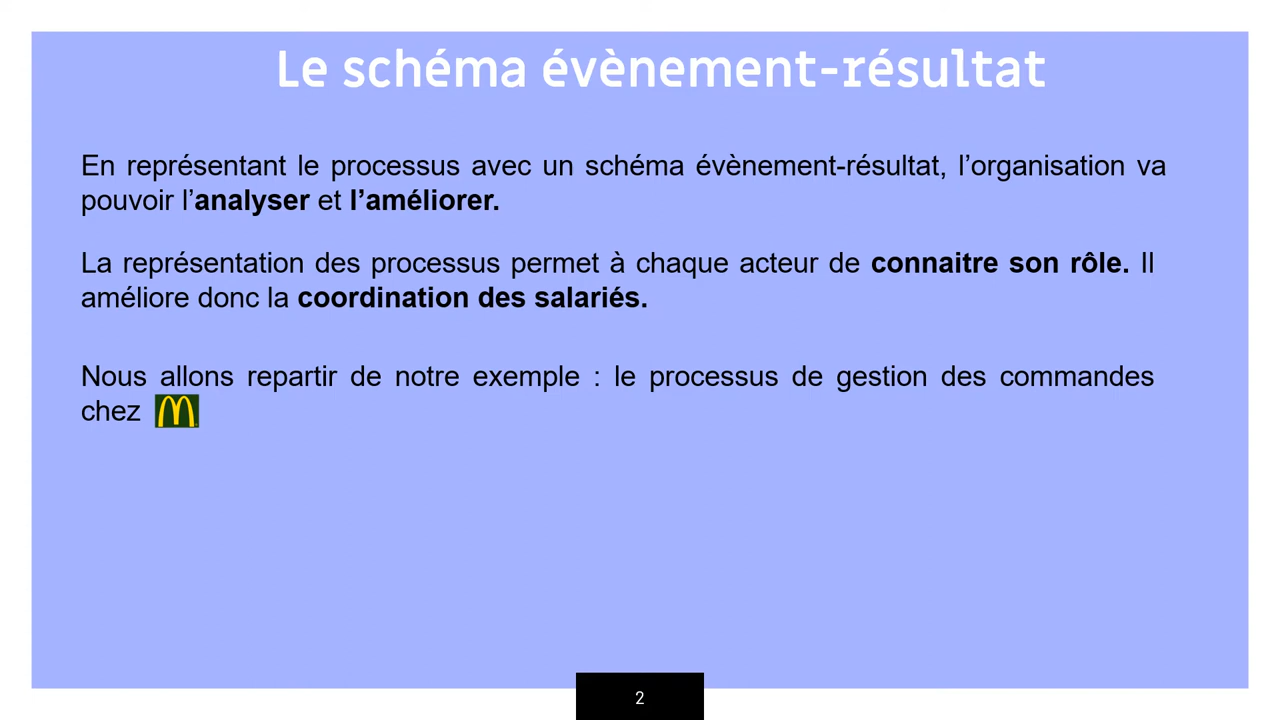 Le schéma évènement-résultat
En représentant le processus avec un schéma évènement-résultat, l’organisation va
pouvoir l’analyser et l’améliorer.
La représentation des processus permet à chaque acteur de connaitre son rôle. Il
améliore donc la coordination des salariés.
Nous allons repartir de notre exemple : le processus de gestion des commandes
chez M
2